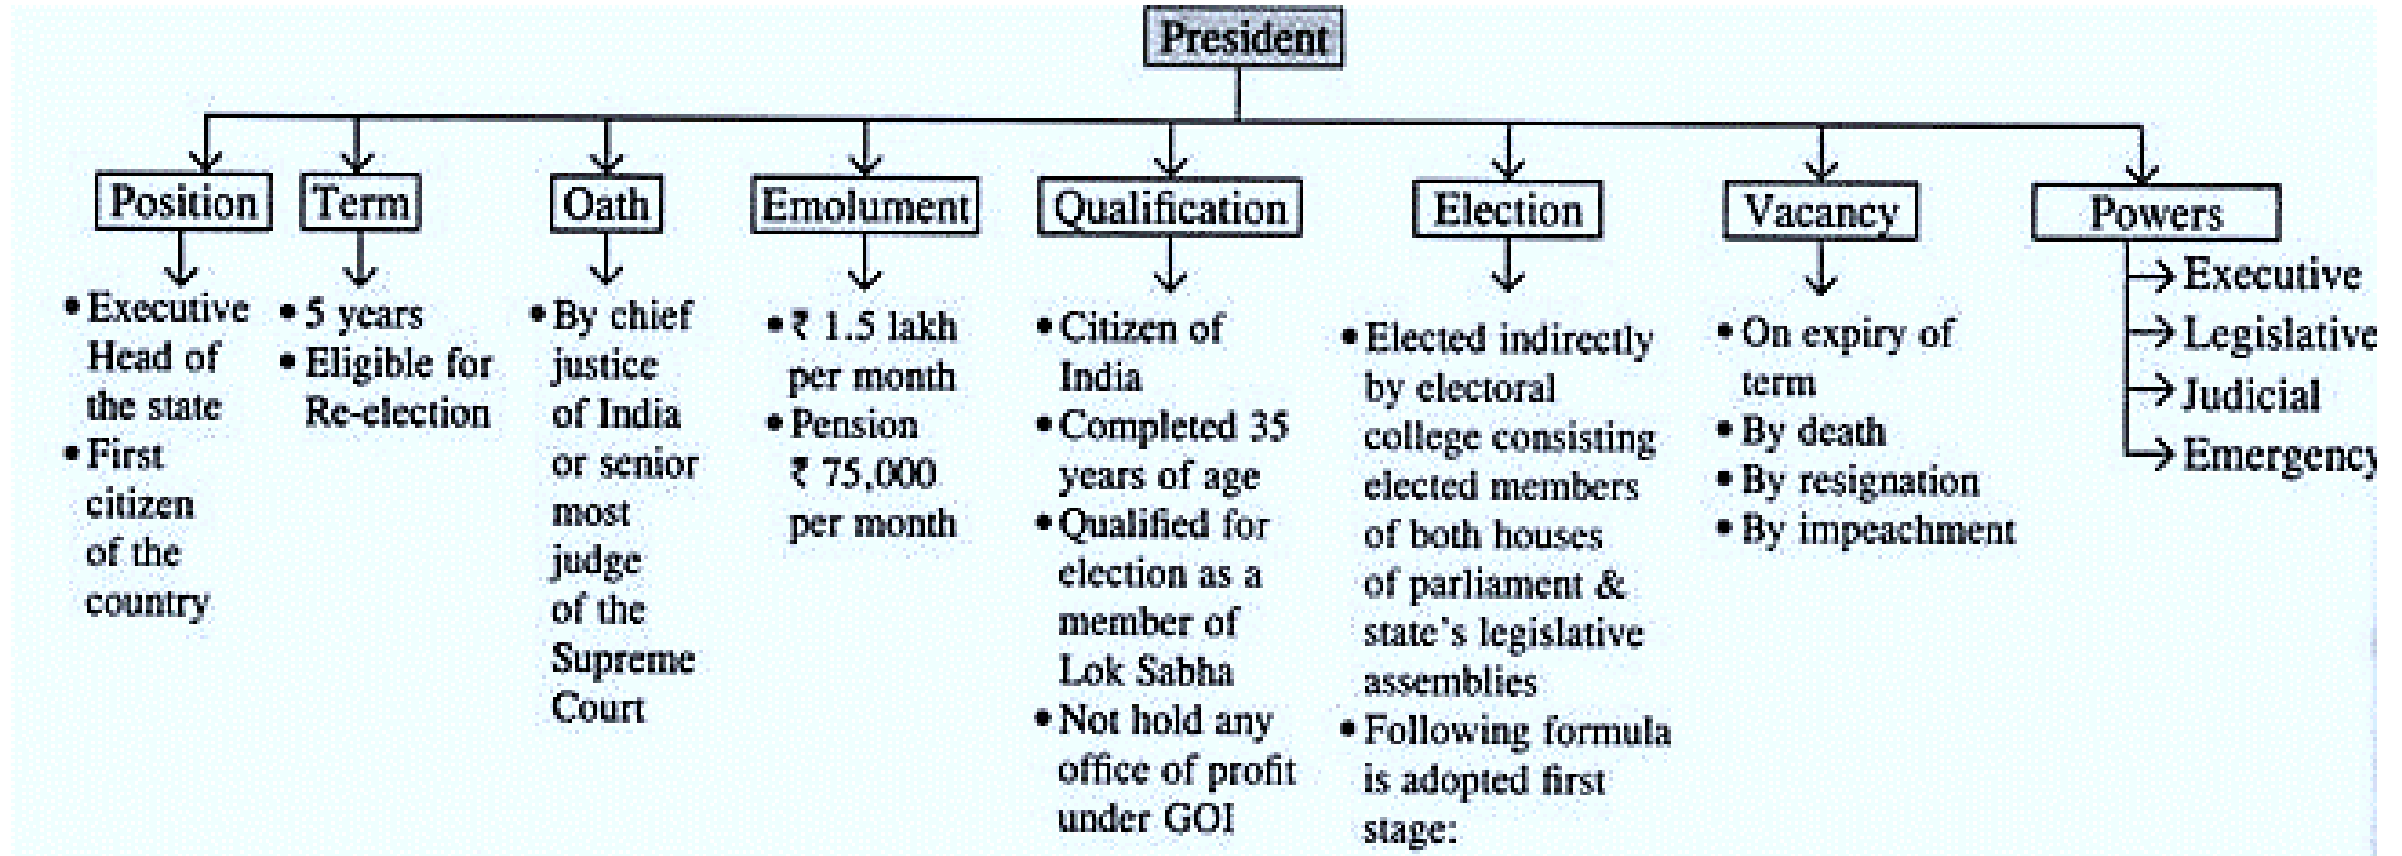 President
Position
Term
Oath
Emolument
Qualification
Election
Vacancy
Powers
• Executive
Head of
the state
• First
citizen
of the
country
• 5 years
• Eligible for
Re-election
• By chief
justice
of India
or senior
most
judge
of the
Supreme
Court
• ₹ 1.5 lakh
per month
• Pension
₹ 75,000
per month
• Citizen of
India
• Completed 35
years of age
• Qualified for
election as a
member of
Lok Sabha
• Not hold any
office of profit
under GOI
• Elected indirectly
by electoral
college consisting
elected members
of both houses
of parliament &
state's legislative
assemblies
• Following formula
is adopted first
stage:
• On expiry of
term
• By death
• By resignation
• By impeachment
Executive
Legislative
Judicial
Emergency